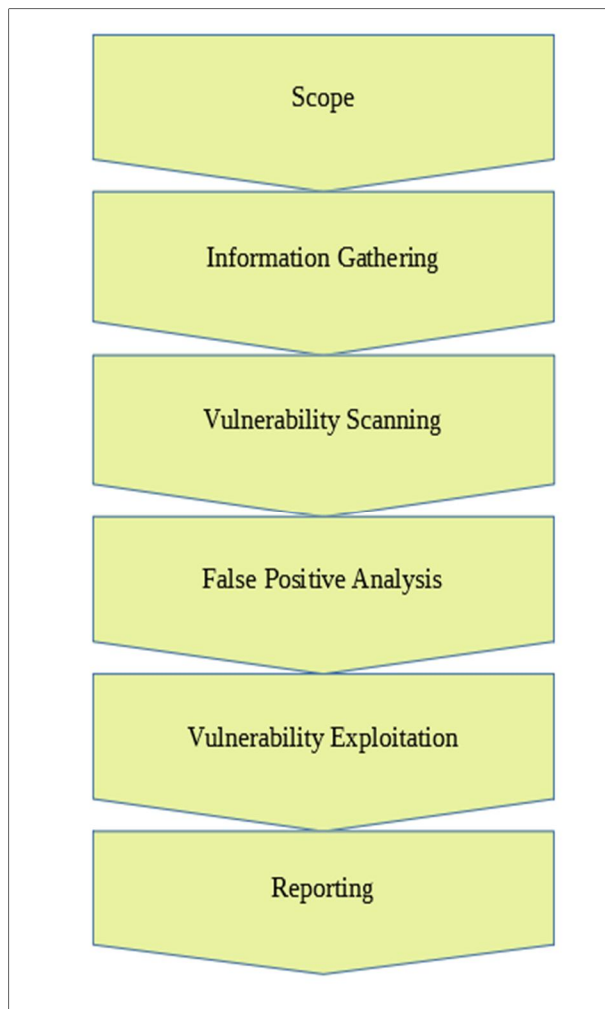 Scope
Information Gathering
Vulnerability Scanning
False Positive Analysis
Vulnerability Exploitation
Reporting